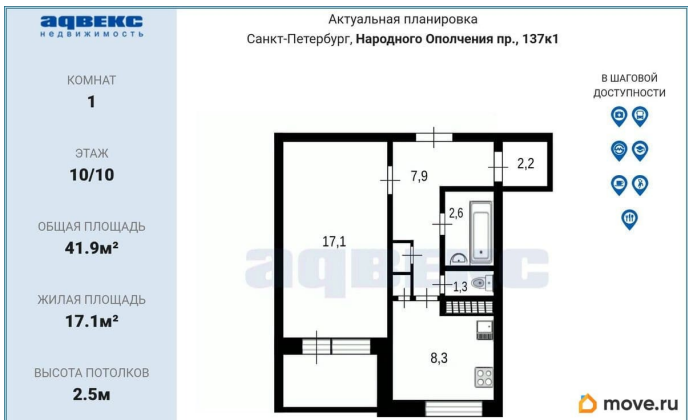 адвекс
НЕДВИЖИМОСТЬ
КОМНАТ
1
ЭТАЖ
10/10
ОБЩАЯ ПЛОЩАДЬ
41.9м²
ЖИЛАЯ ПЛОЩАДЬ
17.1м²
ВЫСОТА ПОТОЛКОВ
2.5м
Актуальная планировка
Санкт-Петербург, Народного Ополчения пр., 137к1
В ШАГОВОЙ
ДОСТУПНОСТИ
2,2
7,9
2,6
17,1
адвекс
1,3
8,3
move.ru